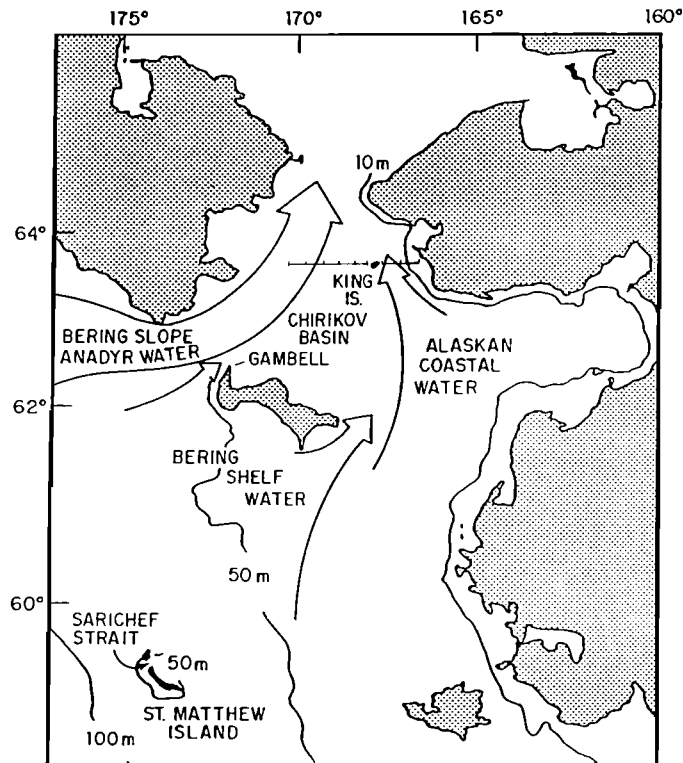 175°
170°
165°
160°
10m
64°
KING
IS.
CHIRIKOV
BASIN
BERING SLOPE
ANADYR WATER
GAMBELL
ALASKAN
COASTAL
WATER
62°
BERING
SHELF
WATER
50m
60°
SARICHEF
STRAIT
50m
ST. MATTHEW
ISLAND
100m